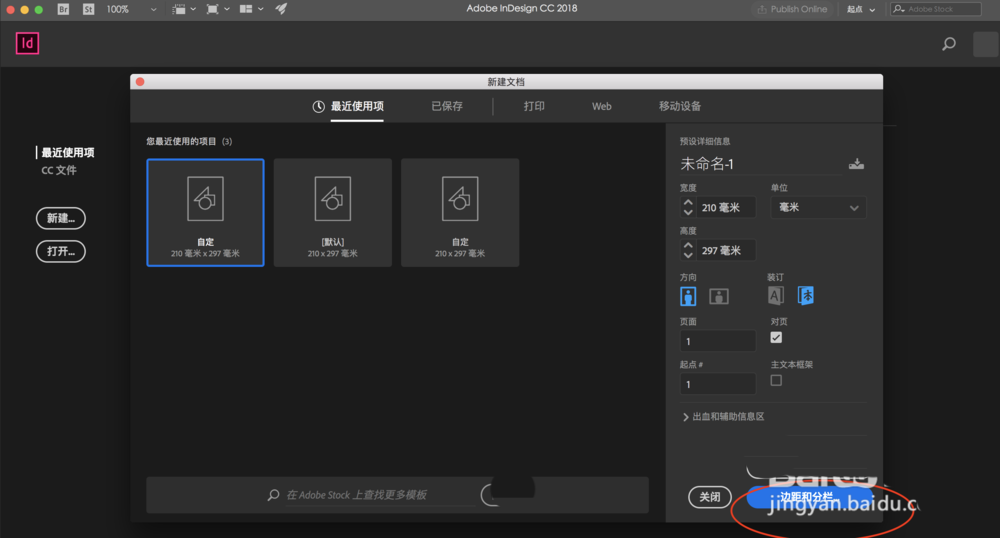 Br St 100% Adobe InDesign CC 2018 Publish Online 起点 Adobe Stock
Id
新建文档
最近使用项 已保存 打印 Web 移动设备
最近使用项
CC 文件
新建...
打开...
您最近使用的项目 (3)
自定
210 毫米 x 297 毫米
[默认]
210 x 297 毫米
自定
210 x 297 毫米
在 Adobe Stock 上查找更多模板
预设详细信息
未命名-1
宽度 单位
210 毫米 毫米
高度
297 毫米
方向 装订
页面 对页
1
起点 # 主文本框架
1
出血和辅助信息区
关闭 边距和分栏...
jingyan.baidu.c